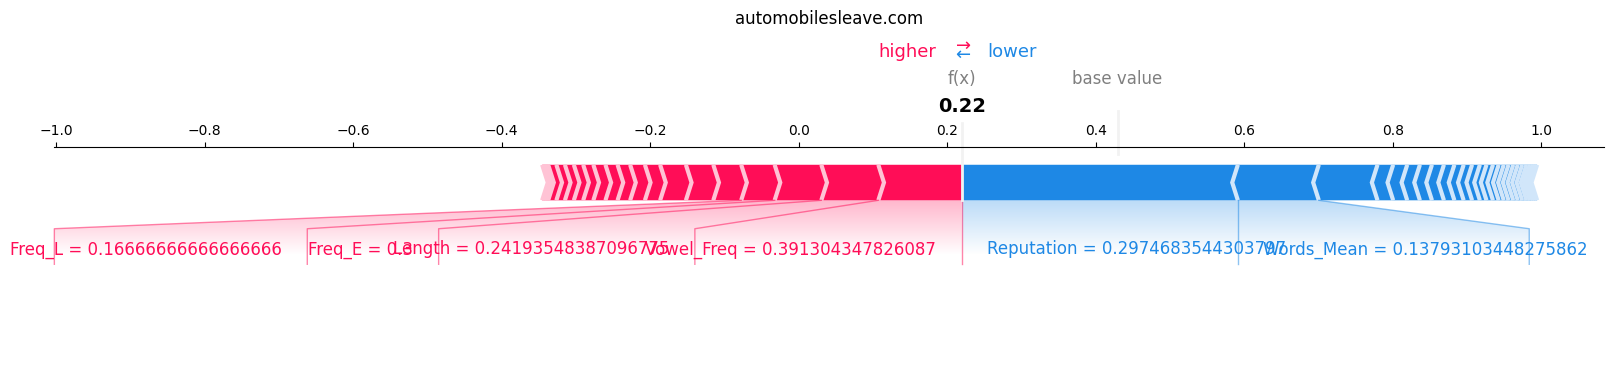 automobilesleave.com
higher ⇄ lower
f(x) base value
0.22
−1.0 −0.8 −0.6 −0.4 −0.2 0.0 0.2 0.4 0.6 0.8 1.0
Freq_L = 0.16666666666666666 Freq_E = 0.3 Length = 0.24193548387096775 Vowel_Freq = 0.391304347826087 Reputation = 0.2974683544303797 Words_Mean = 0.13793103448275862